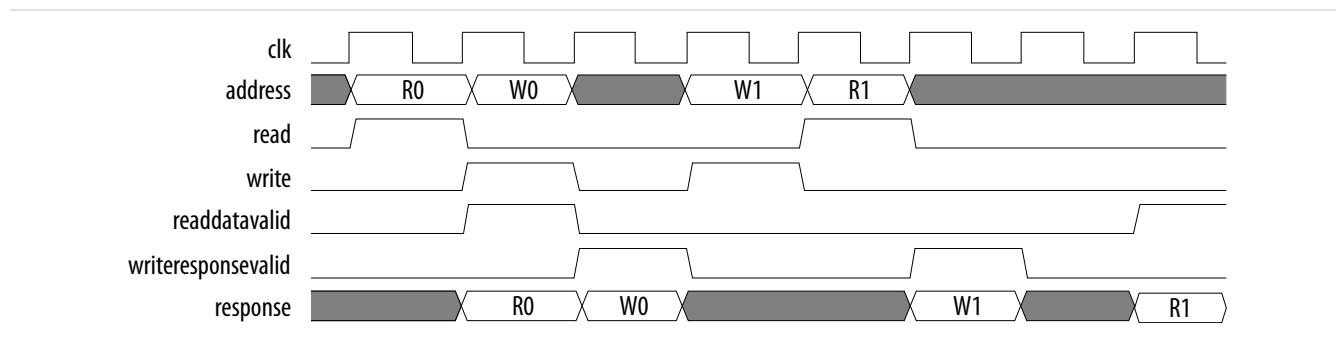 clk
address R0 W0 W1 R1
read
write
readdatavalid
writeresponsevalid
response R0 W0 W1 R1